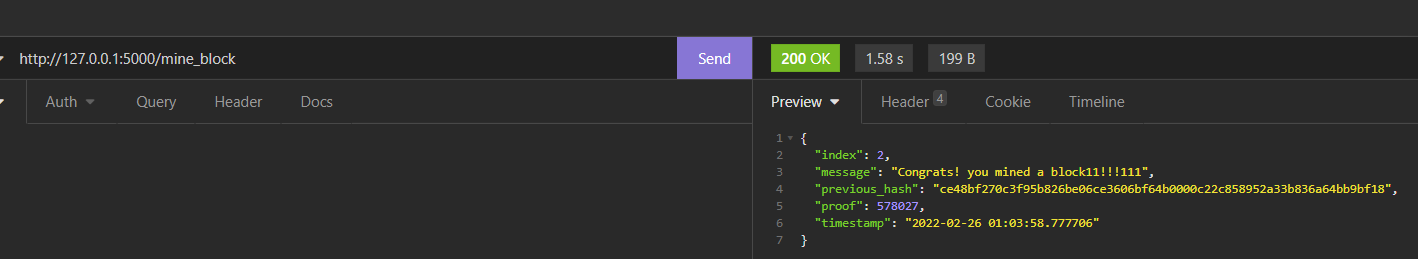 http://127.0.0.1:5000/mine_block
Send
200 OK
1.58 s
199 B
Auth
Query
Header
Docs
Preview
Header 4
Cookie
Timeline
1 {
2 "index": 2,
3 "message": "Congrats! you mined a block11!!!111",
4 "previous_hash": "ce48bf270c3f95b826be06ce3606bf64b0000c22c858952a33b836a64bb9bf18",
5 "proof": 578027,
6 "timestamp": "2022-02-26 01:03:58.777706"
7 }